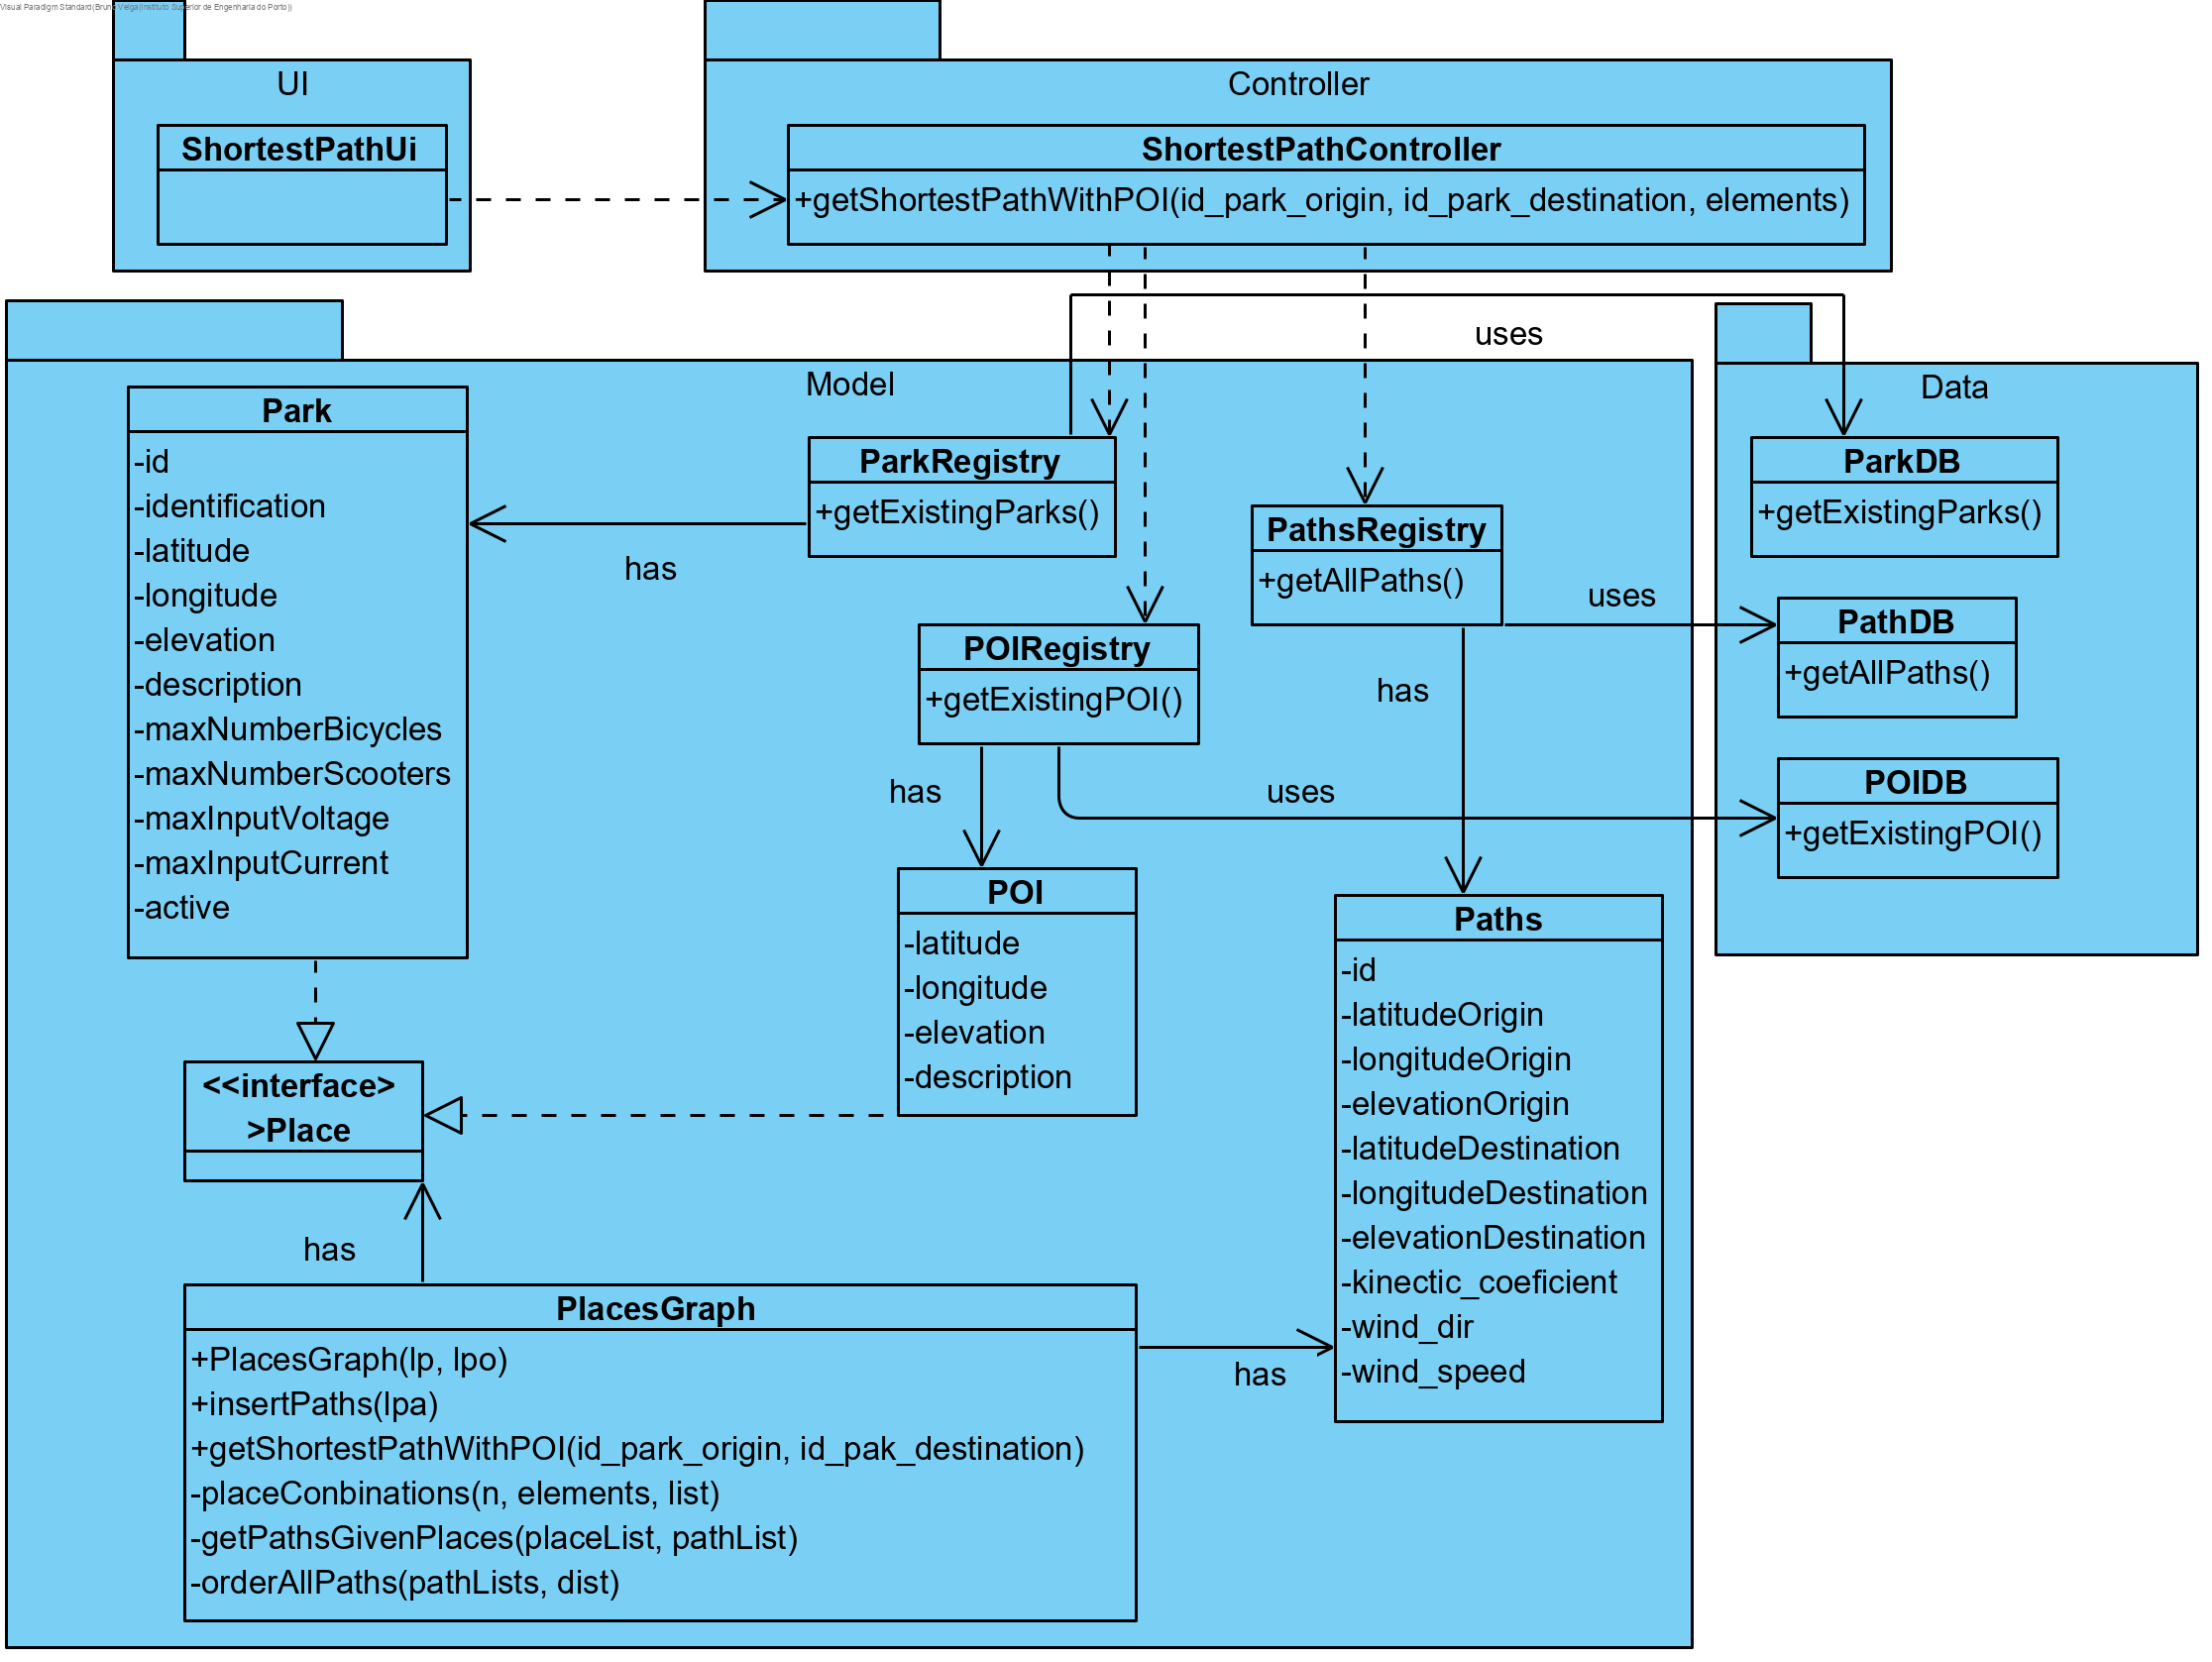 Visual Paradigm Standard(Bruno Veiga(Instituto Superior de Engenharia do Porto))
UI
ShortestPathUi
Controller
ShortestPathController
+getShortestPathWithPOI(id_park_origin, id_park_destination, elements)
uses
Model
Park
-id
-identification
-latitude
-longitude
-elevation
-description
-maxNumberBicycles
-maxNumberScooters
-maxInputVoltage
-maxInputCurrent
-active
has
ParkRegistry
+getExistingParks()
PathsRegistry
+getAllPaths()
uses
has
POIRegistry
+getExistingPOI()
has
uses
Data
ParkDB
+getExistingParks()
PathDB
+getAllPaths()
POIDB
+getExistingPOI()
POI
-latitude
-longitude
-elevation
-description
Paths
-id
-latitudeOrigin
-longitudeOrigin
-elevationOrigin
-latitudeDestination
-longitudeDestination
-elevationDestination
-kinectic_coeficient
-wind_dir
-wind_speed
<<interface>
>Place
has
PlacesGraph
+PlacesGraph(lp, lpo)
+insertPaths(lpa)
+getShortestPathWithPOI(id_park_origin, id_pak_destination)
-placeConbinations(n, elements, list)
-getPathsGivenPlaces(placeList, pathList)
-orderAllPaths(pathLists, dist)
has